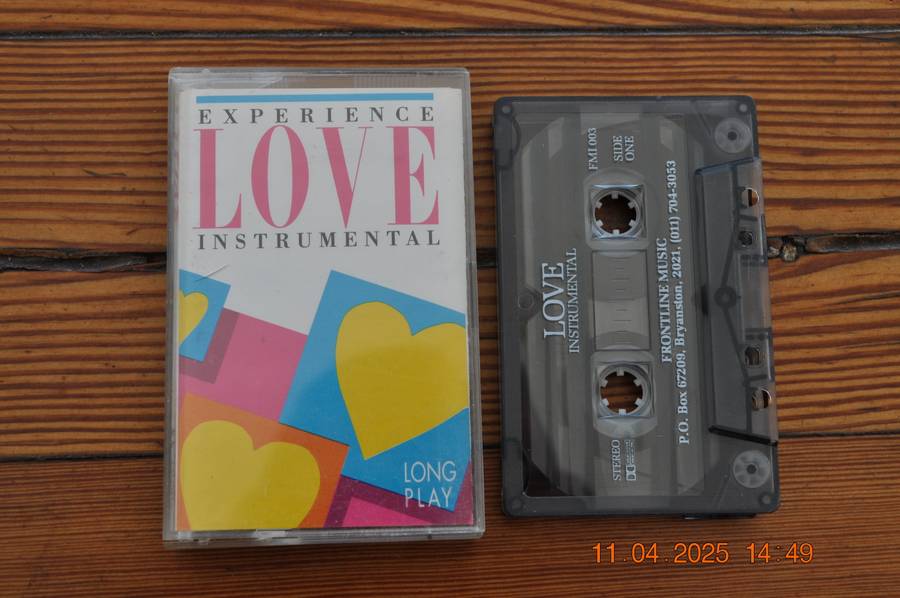 EXPERIENCE
LOVE
INSTRUMENTAL
LONG
PLAY
FMI 003
SIDE
ONE
LOVE
INSTRUMENTAL
STEREO
FRONTLINE MUSIC
P.O. Box 67209, Bryanston, 2021, (011) 704-3053
11.04.2025 14:49